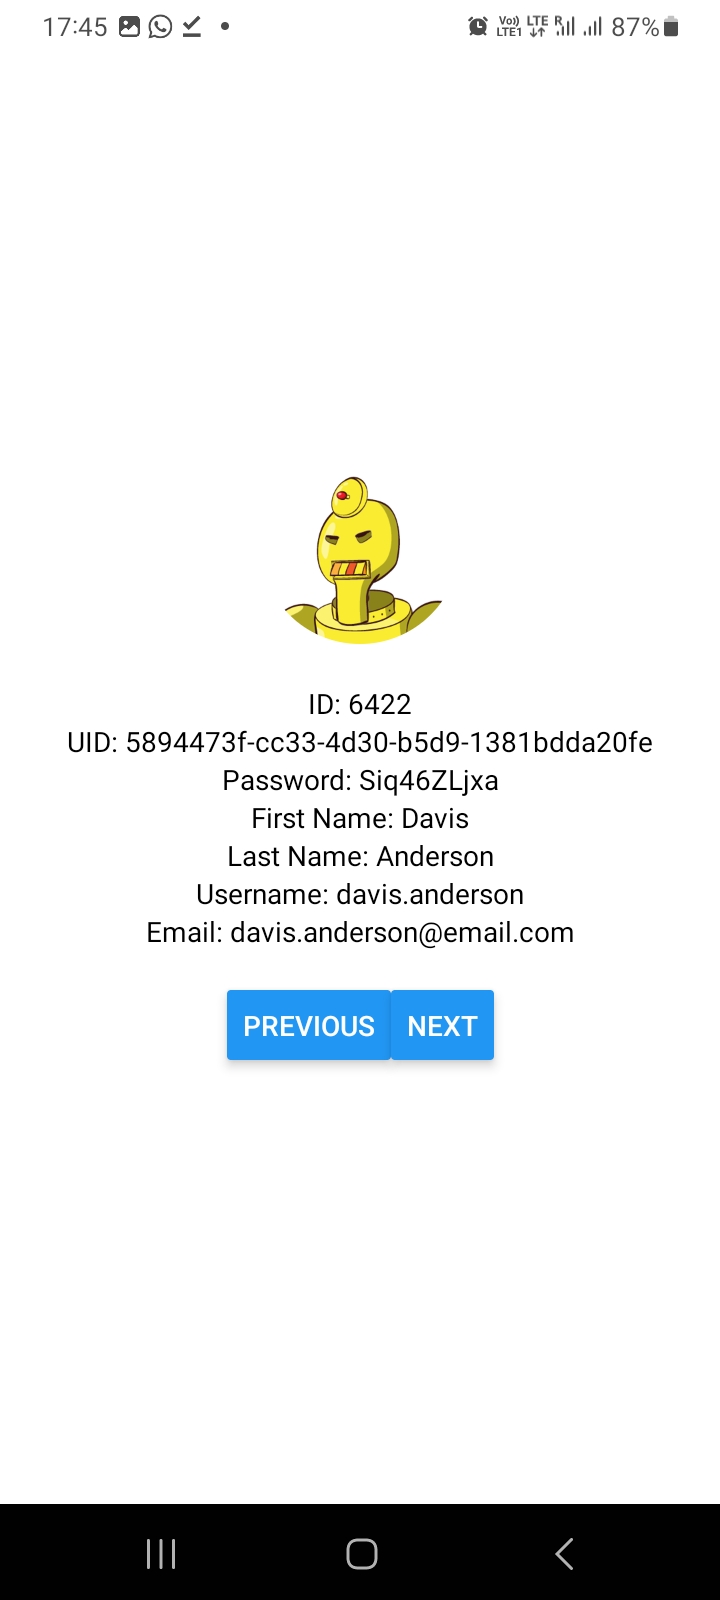 17:45 Vo)) LTE1 LTE R 87%
ID: 6422
UID: 5894473f-cc33-4d30-b5d9-1381bdda20fe
Password: Siq46ZLjxa
First Name: Davis
Last Name: Anderson
Username: davis.anderson
Email: davis.anderson@email.com
PREVIOUS NEXT